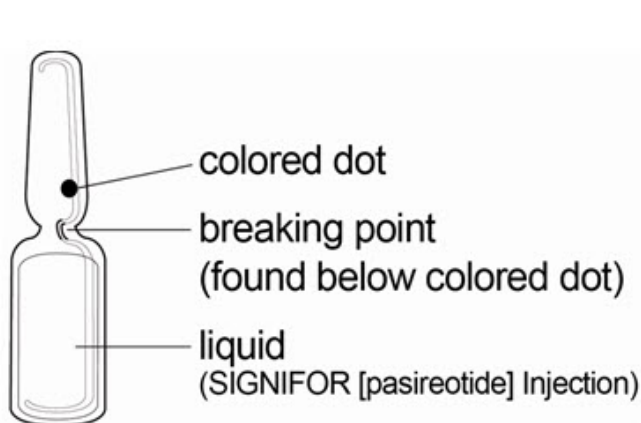 colored dot
breaking point
(found below colored dot)
liquid
(SIGNIFOR [pasireotide] Injection)